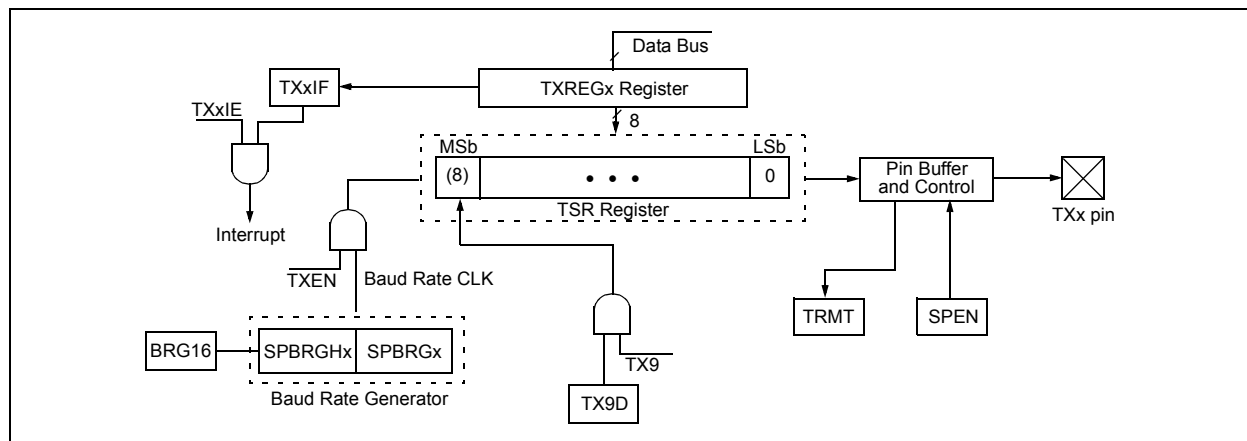 Data Bus
TXxIF
TXREGx Register
TXxIE
8
MSb
LSb
(8)
• • •
0
Pin Buffer
and Control
TSR Register
TXx pin
Interrupt
TXEN
Baud Rate CLK
TRMT
SPEN
BRG16
SPBRGHx
SPBRGx
TX9
Baud Rate Generator
TX9D